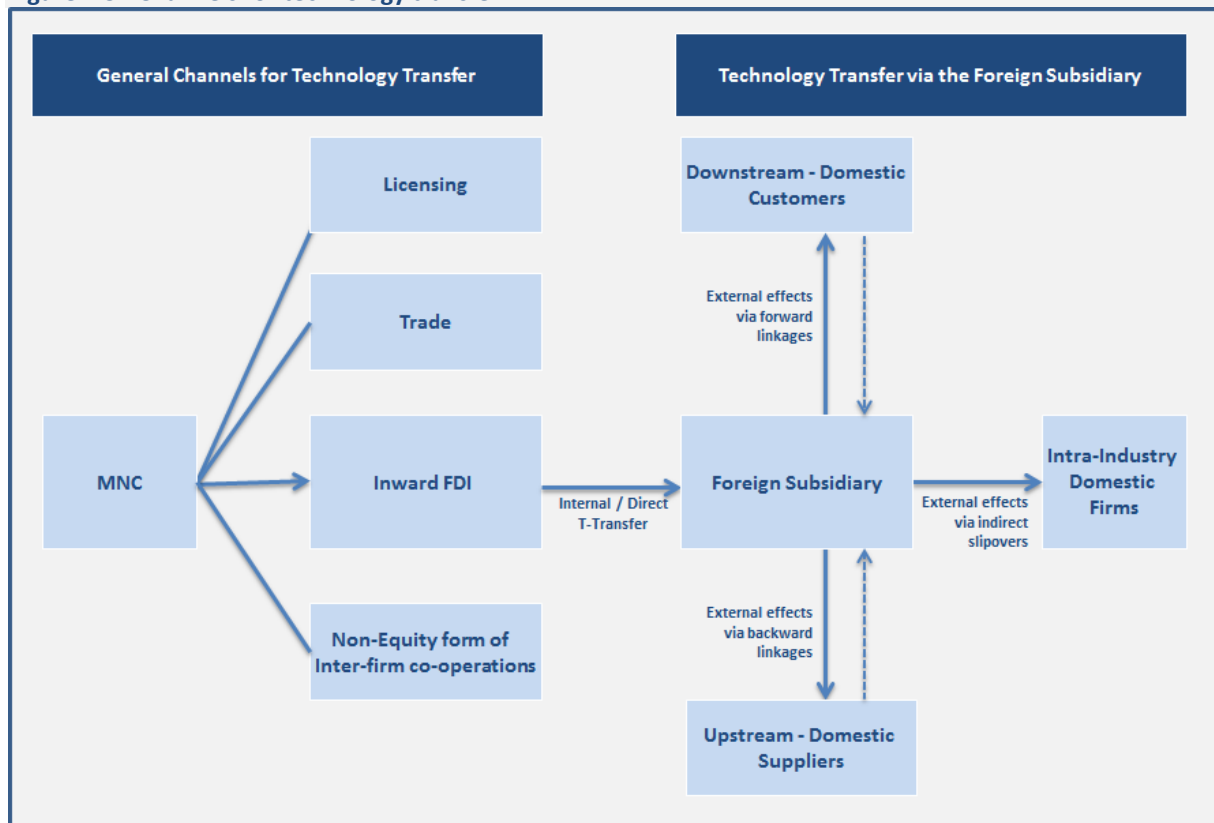 General Channels for Technology Transfer
Technology Transfer via the Foreign Subsidiary
Licensing
Trade
MNC
Inward FDI
Non-Equity form of
Inter-firm co-operations
Internal / Direct
T-Transfer
Downstream - Domestic
Customers
External effects
via forward
linkages
Foreign Subsidiary
External effects
via indirect
slipovers
Intra-Industry
Domestic
Firms
External effects
via backward
linkages
Upstream - Domestic
Suppliers